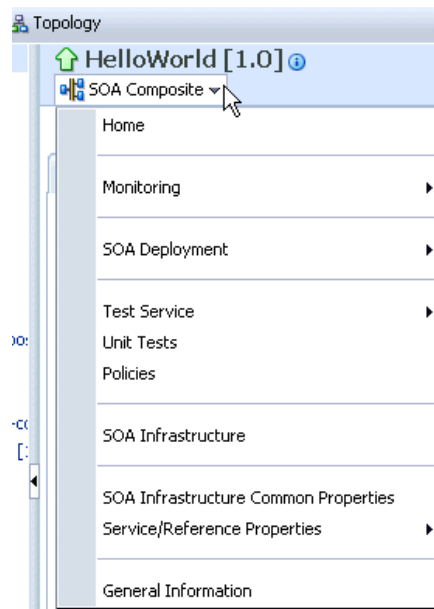 Topology
HelloWorld [1.0]
SOA Composite
Home
Monitoring
SOA Deployment
Test Service
Unit Tests
Policies
SOA Infrastructure
SOA Infrastructure Common Properties
Service/Reference Properties
General Information